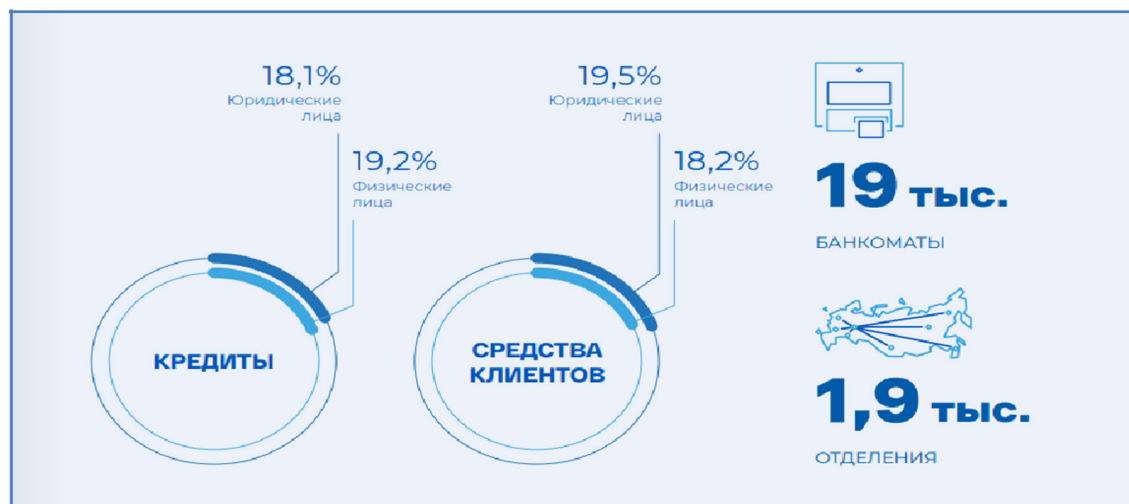 18,1%
Юридические
лица
19,2%
Физические
лица
КРЕДИТЫ
19,5%
Юридические
лица
18,2%
Физические
лица
СРЕДСТВА
КЛИЕНТОВ
19 тыс.
БАНКОМАТЫ
1,9 тыс.
ОТДЕЛЕНИЯ